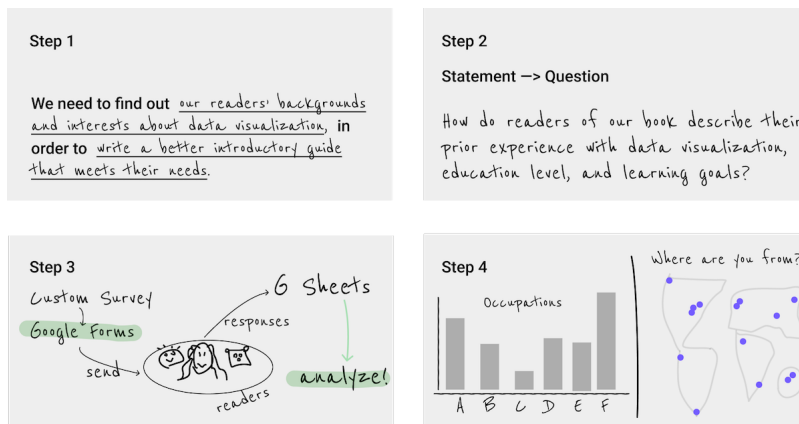 Step 1
We need to find out our readers' backgrounds
and interests about data visualization, in
order to write a better introductory guide
that meets their needs.
Step 2
Statement —> Question
How do readers of our book describe their
prior experience with data visualization,
education level, and learning goals?
Step 3
Custom Survey
Google Forms
send
readers
responses
G Sheets
analyze!
Step 4
Occupations
A B C D E F
Where are you from?